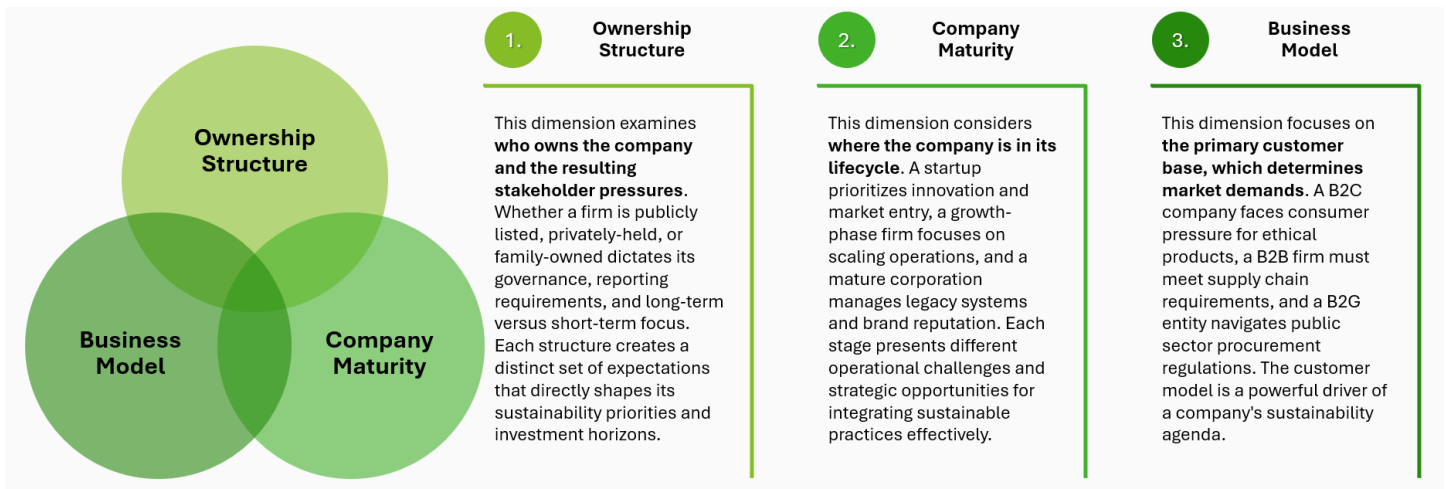 Ownership
Structure
Business
Model
Company
Maturity
1.
Ownership
Structure
This dimension examines
who owns the company
and the resulting
stakeholder pressures.
Whether a firm is publicly
listed, privately-held, or
family-owned dictates its
governance, reporting
requirements, and long-term
versus short-term focus.
Each structure creates a
distinct set of expectations
that directly shapes its
sustainability priorities and
investment horizons.
2.
Company
Maturity
This dimension considers
where the company is in its
lifecycle. A startup
prioritizes innovation and
market entry, a growth-
phase firm focuses on
scaling operations, and a
mature corporation
manages legacy systems
and brand reputation. Each
stage presents different
operational challenges and
strategic opportunities for
integrating sustainable
practices effectively.
3.
Business
Model
This dimension focuses on
the primary customer
base, which determines
market demands. A B2C
company faces consumer
pressure for ethical
products, a B2B firm must
meet supply chain
requirements, and a B2G
entity navigates public
sector procurement
regulations. The customer
model is a powerful driver of
a company's sustainability
agenda.